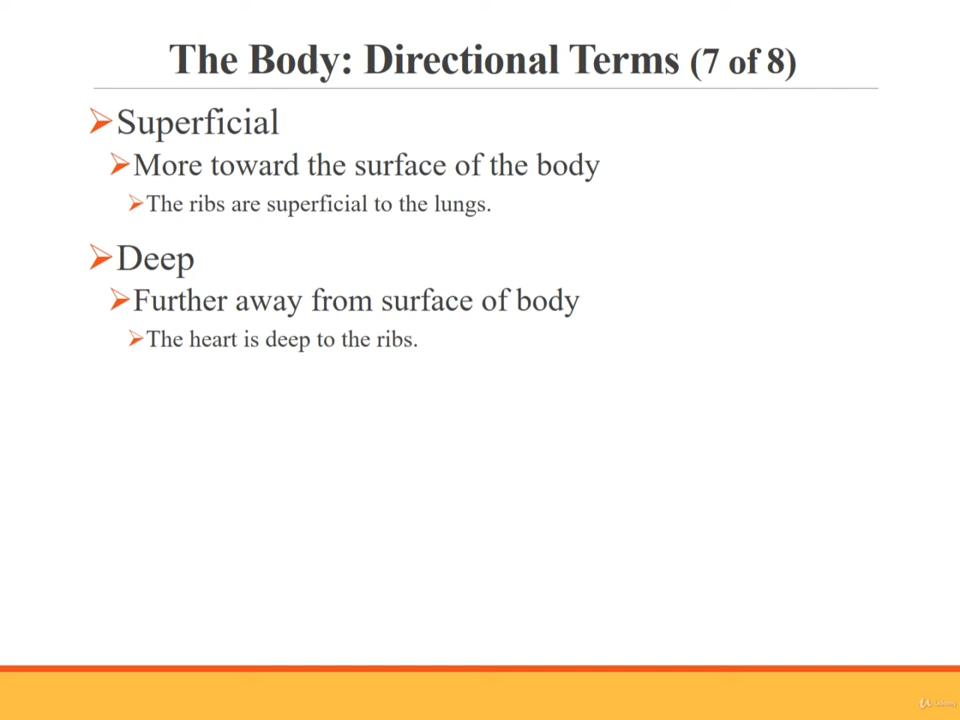 The Body: Directional Terms (7 of 8)
Superficial
More toward the surface of the body
The ribs are superficial to the lungs.
Deep
Further away from surface of body
The heart is deep to the ribs.
Udemy